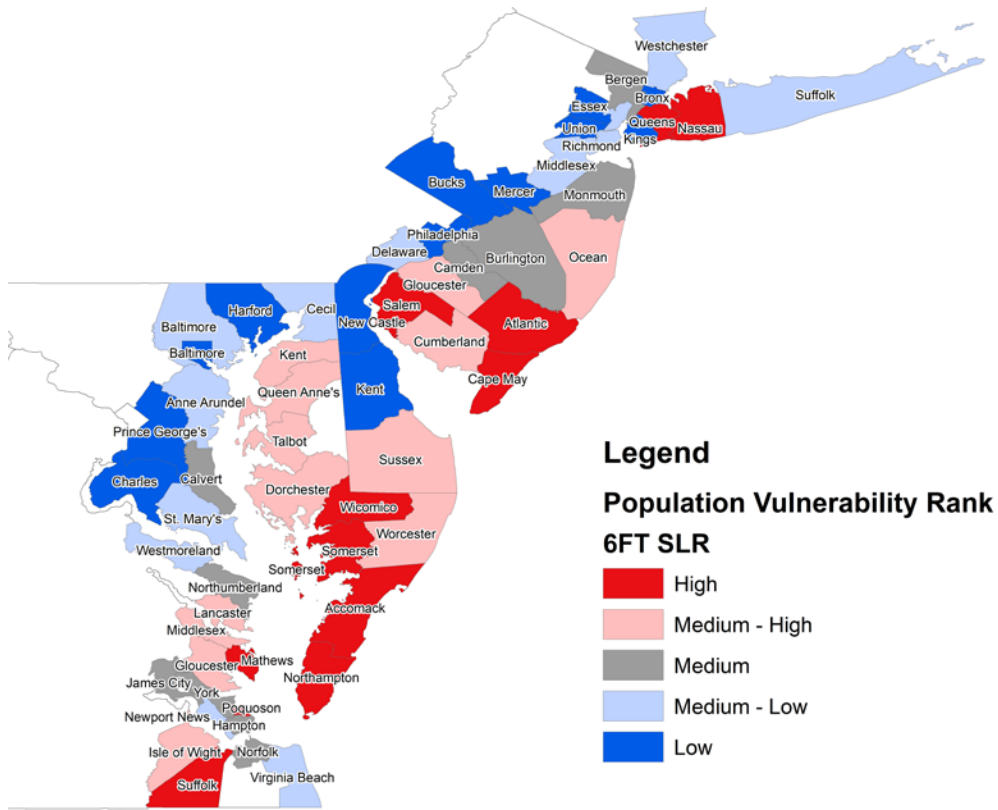 Westchester
Bergen
Suffolk
Bronx
Essex
Queens
Nassau
Union
Kings
Richmond
Middlesex
Bucks
Mercer
Monmouth
Philadelphia
Delaware
Camden
Burlington
Ocean
Gloucester
Salem
New Castle
Atlantic
Cumberland
Cape May
Harford
Cecil
Baltimore
Baltimore
Kent
Queen Anne's
Kent
Anne Arundel
Prince George's
Talbot
Sussex
Charles
Calvert
Dorchester
Wicomico
St. Mary's
Worcester
Westmoreland
Somerset
Somerset
Northumberland
Accomack
Lancaster
Middlesex
Mathews
Gloucester
Northampton
James City
York
Poquoson
Newport News
Hampton
Isle of Wight
Norfolk
Suffolk
Virginia Beach
Legend
Population Vulnerability Rank
6FT SLR
High
Medium - High
Medium
Medium - Low
Low